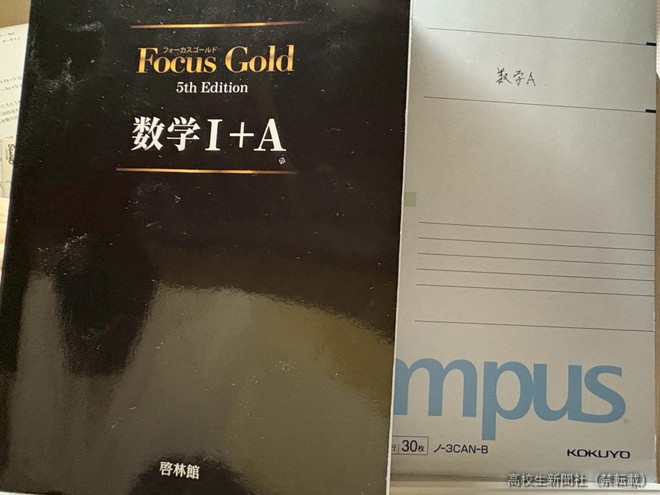 フォーカスゴールド
Focus Gold
5th Edition
数学 I+A
啓林館
数学A
mpus
行 30枚 ノ-3CAN-B
KOKUYO
高校生新聞社（禁転載）